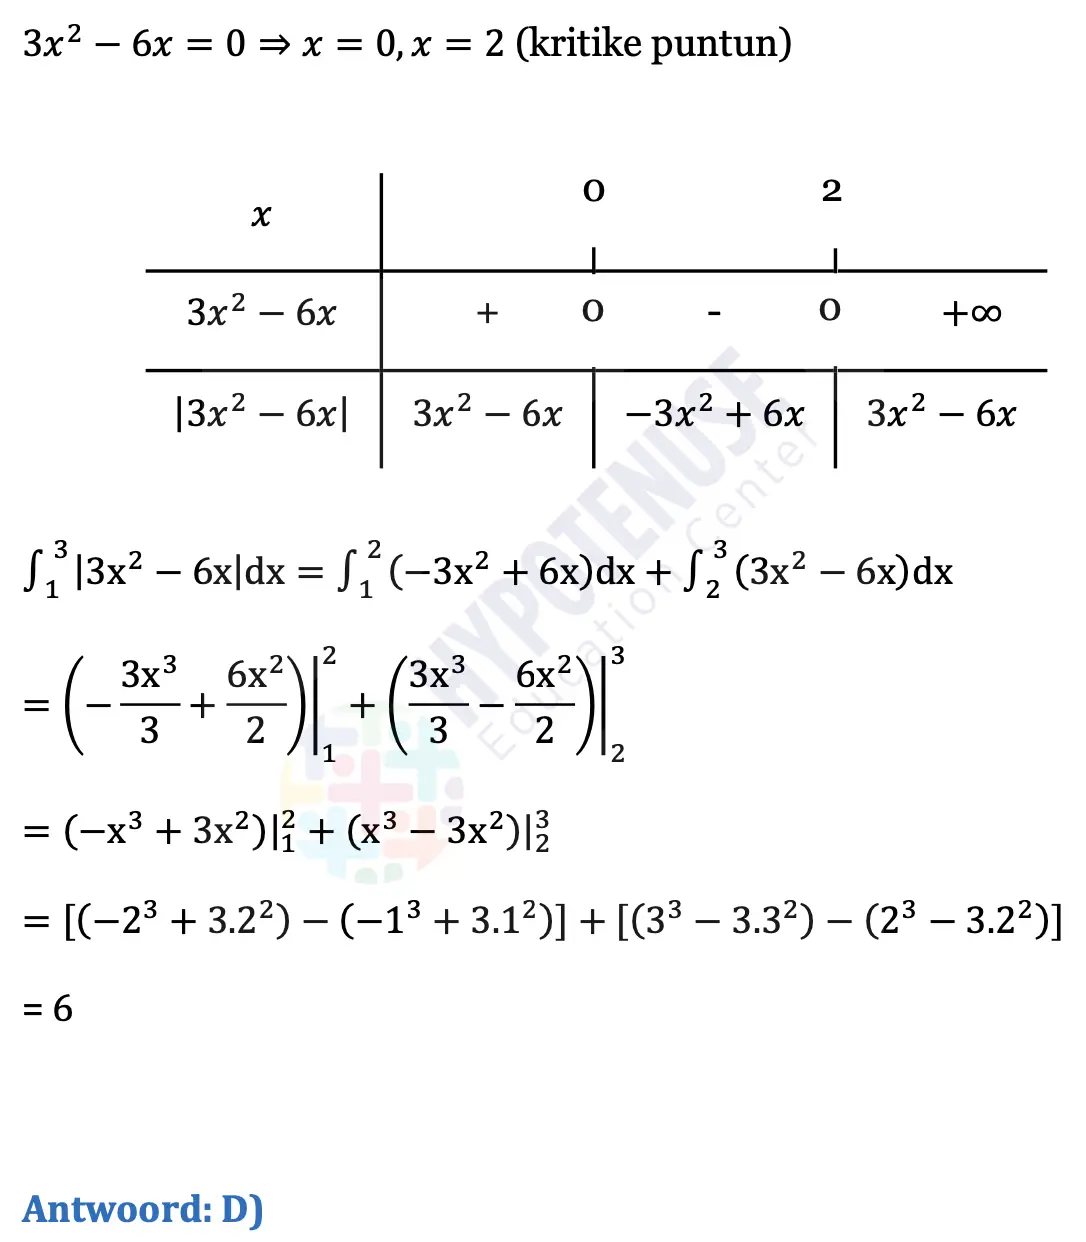 3x² − 6x = 0 ⇒ x = 0, x = 2 (kritike puntun)
x 0 2
3x² − 6x + 0 - 0 +∞
|3x² − 6x| 3x² − 6x −3x² + 6x 3x² − 6x
∫₁³|3x² − 6x|dx = ∫₁²(−3x² + 6x)dx + ∫₂³(3x² − 6x)dx
= (−3x³/3 + 6x²/2)|₁² + (3x³/3 − 6x²/2)|₂³
= (−x³ + 3x²)|₁² + (x³ − 3x²)|₂³
= [(−2³ + 3.2²) − (−1³ + 3.1²)] + [(3³ − 3.3²) − (2³ − 3.2²)]
= 6
Antwoord: D)
HYPOTENUSE
Education Center